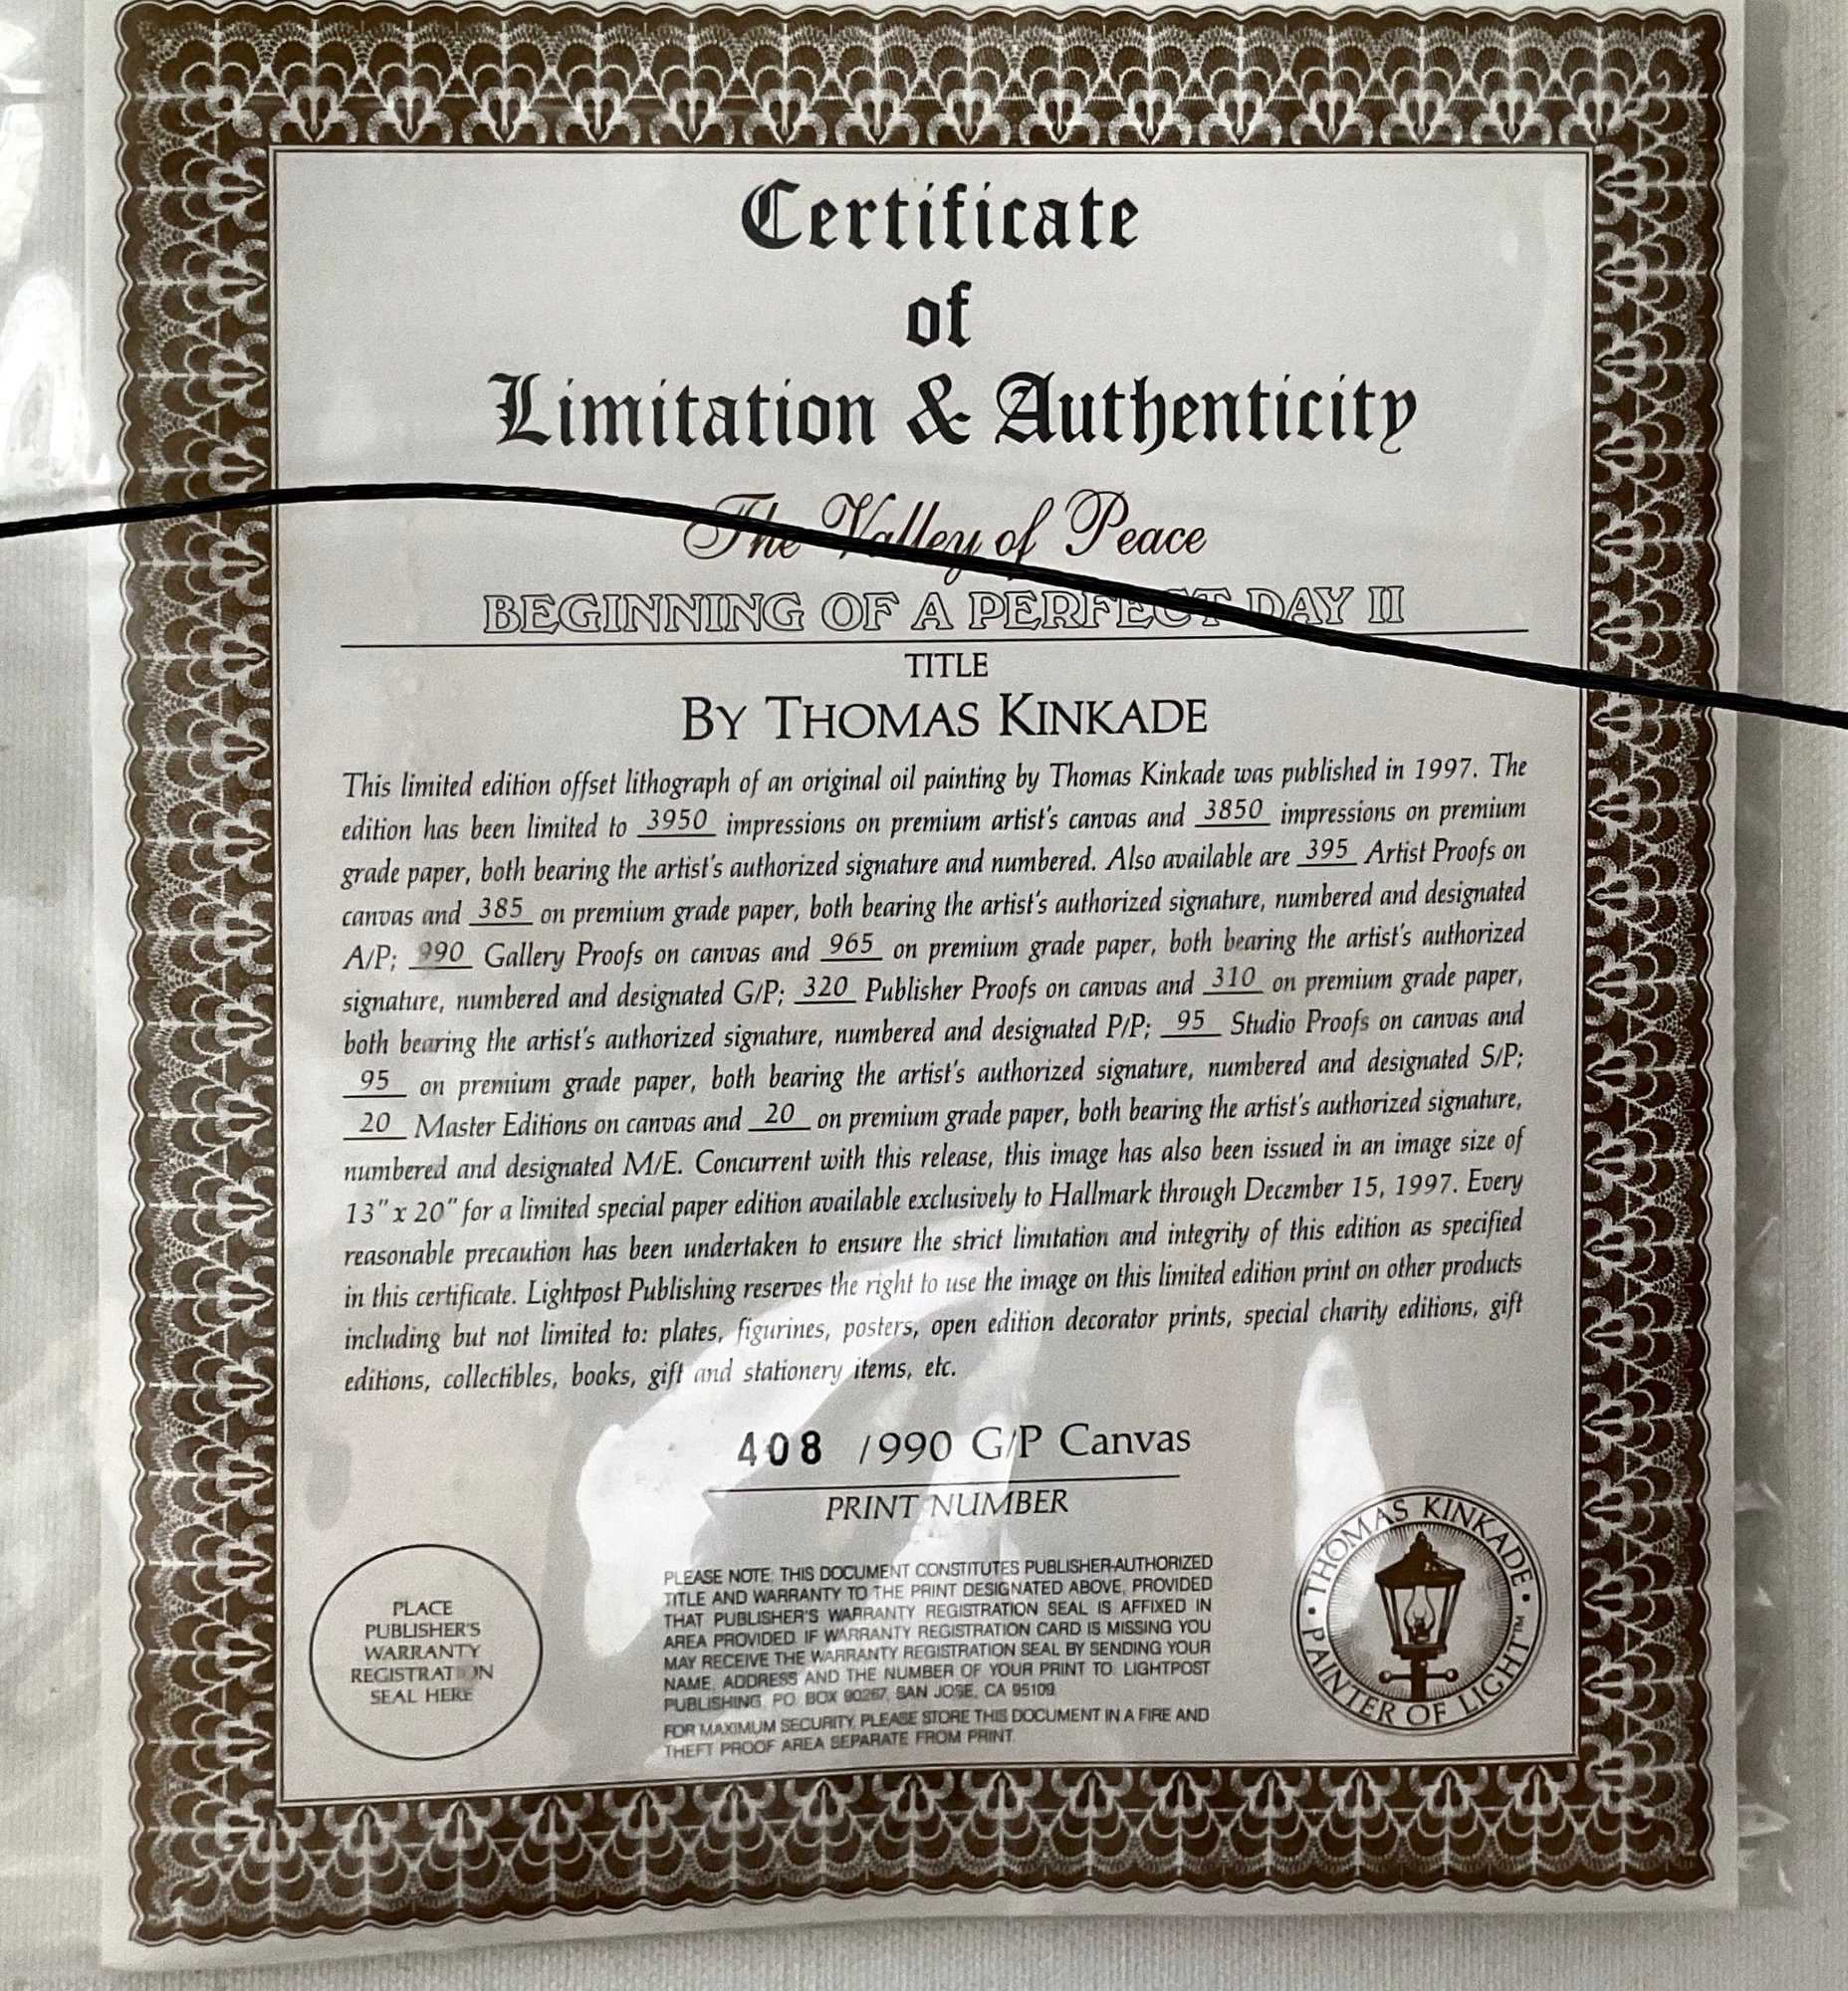 Certificate
of
Limitation & Authenticity
The Valley of Peace
BEGINNING OF A PERFECT DAY II
TITLE
BY THOMAS KINKADE
This limited edition offset lithograph of an original oil painting by Thomas Kinkade was published in 1997. The
edition has been limited to 3950 impressions on premium artist's canvas and 3850 impressions on premium
grade paper, both bearing the artist's authorized signature and numbered. Also available are 395 Artist Proofs on
canvas and 385 on premium grade paper, both bearing the artist's authorized signature, numbered and designated
A/P; 990 Gallery Proofs on canvas and 965 on premium grade paper, both bearing the artist's authorized
signature, numbered and designated G/P; 320 Publisher Proofs on canvas and 310 on premium grade paper,
both bearing the artist's authorized signature, numbered and designated P/P; 95 Studio Proofs on canvas and
95 on premium grade paper, both bearing the artist's authorized signature, numbered and designated S/P;
20 Master Editions on canvas and 20 on premium grade paper, both bearing the artist's authorized signature,
numbered and designated M/E. Concurrent with this release, this image has also been issued in an image size of
13" x 20" for a limited special paper edition available exclusively to Hallmark through December 15, 1997. Every
reasonable precaution has been undertaken to ensure the strict limitation and integrity of this edition as specified
in this certificate. Lightpost Publishing reserves the right to use the image on this limited edition print on other products
including but not limited to: plates, figurines, posters, open edition decorator prints, special charity editions, gift
editions, collectibles, books, gift and stationery items, etc.
408 /990 G/P Canvas
PRINT NUMBER
PLACE
PUBLISHER'S
WARRANTY
REGISTRATION
SEAL HERE
PLEASE NOTE: THIS DOCUMENT CONSTITUTES PUBLISHER-AUTHORIZED
TITLE AND WARRANTY TO THE PRINT DESIGNATED ABOVE, PROVIDED
THAT PUBLISHER'S WARRANTY REGISTRATION SEAL IS AFFIXED IN
AREA PROVIDED. IF WARRANTY REGISTRATION CARD IS MISSING YOU
MAY RECEIVE THE WARRANTY REGISTRATION SEAL BY SENDING YOUR
NAME, ADDRESS AND THE NUMBER OF YOUR PRINT TO: LIGHTPOST
PUBLISHING, P.O. BOX 90267, SAN JOSE, CA 95109.
FOR MAXIMUM SECURITY, PLEASE STORE THIS DOCUMENT IN A FIRE AND
THEFT PROOF AREA SEPARATE FROM PRINT.
THOMAS KINKADE
PAINTER OF LIGHT™